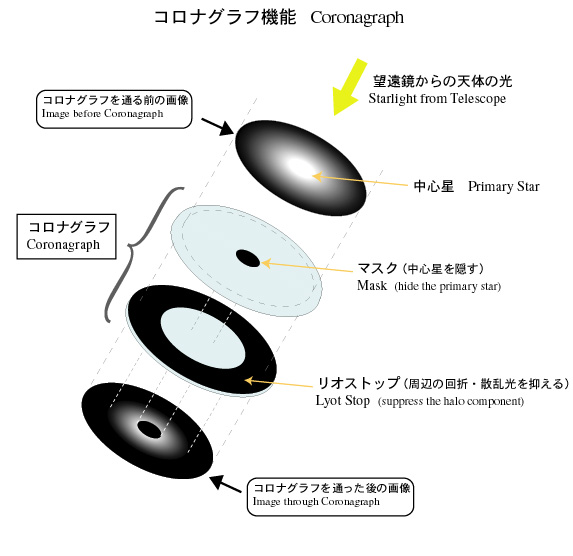 コロナグラフ機能 Coronagraph
望遠鏡からの天体の光
Starlight from Telescope
コロナグラフを通る前の画像
Image before Coronagraph
中心星 Primary Star
コロナグラフ
Coronagraph
マスク（中心星を隠す）
Mask (hide the primary star)
リオストップ（周辺の回折・散乱光を抑える）
Lyot Stop (suppress the halo component)
コロナグラフを通った後の画像
Image through Coronagraph